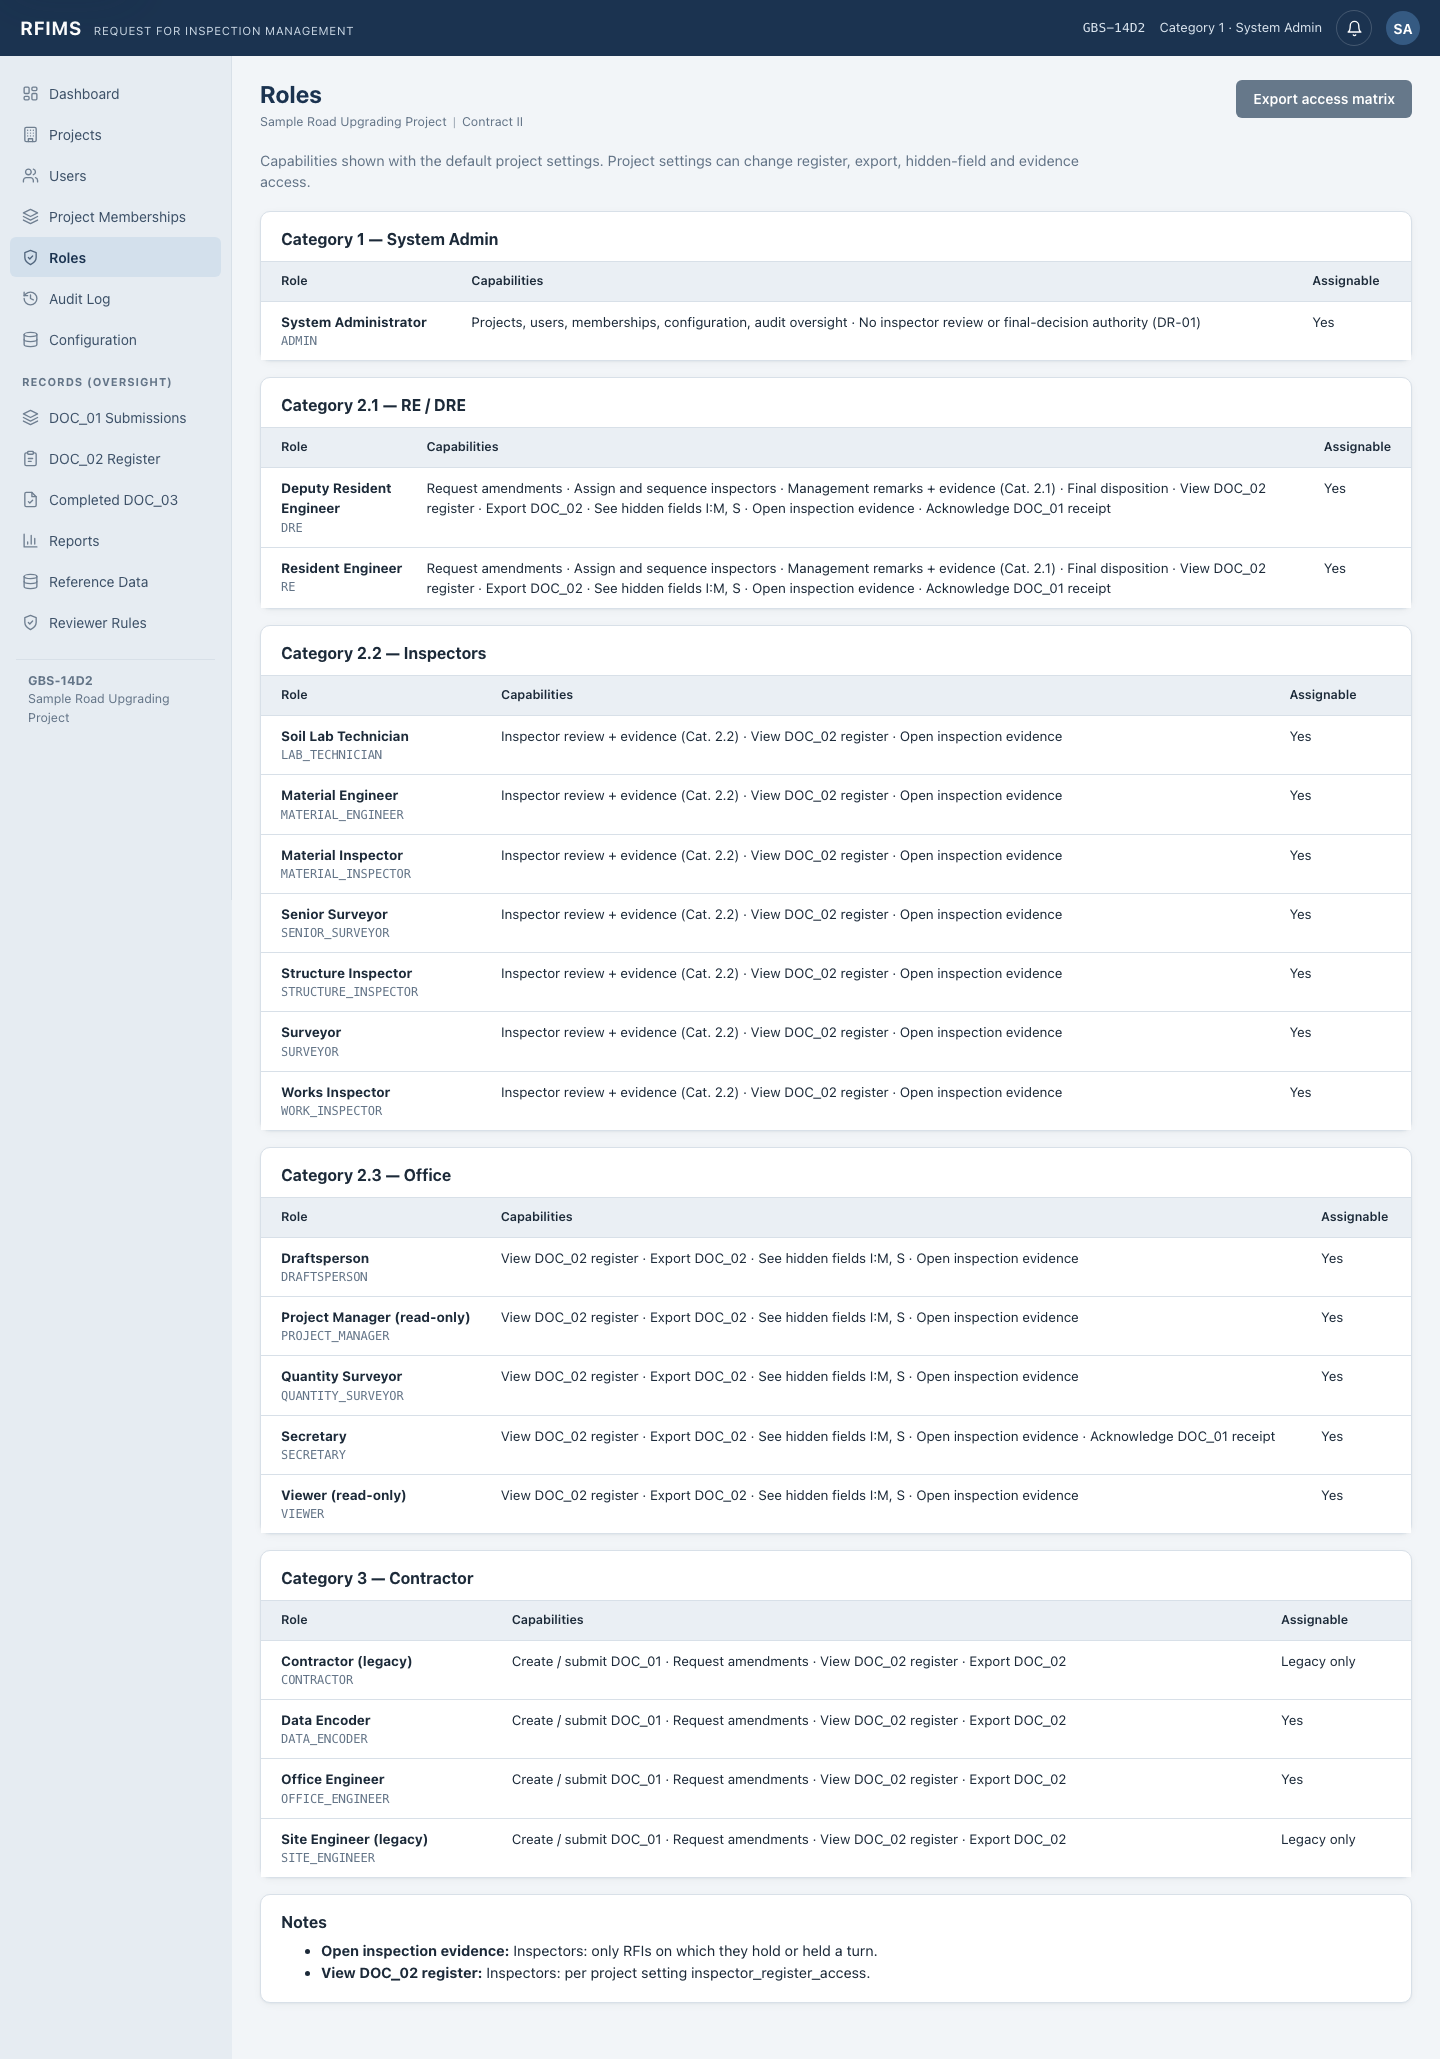 RFIMS REQUEST FOR INSPECTION MANAGEMENT
GBS-14D2 Category 1 · System Admin SA
Dashboard
Projects
Users
Project Memberships
Roles
Audit Log
Configuration
RECORDS (OVERSIGHT)
DOC_01 Submissions
DOC_02 Register
Completed DOC_03
Reports
Reference Data
Reviewer Rules
GBS-14D2
Sample Road Upgrading
Project
Roles
Sample Road Upgrading Project | Contract II
Export access matrix
Capabilities shown with the default project settings. Project settings can change register, export, hidden-field and evidence
access.
Category 1 — System Admin
Role Capabilities Assignable
System Administrator Projects, users, memberships, configuration, audit oversight · No inspector review or final-decision authority (DR-01) Yes
ADMIN
Category 2.1 — RE / DRE
Role Capabilities Assignable
Deputy Resident Request amendments · Assign and sequence inspectors · Management remarks + evidence (Cat. 2.1) · Final disposition · View DOC_02 Yes
Engineer register · Export DOC_02 · See hidden fields I:M, S · Open inspection evidence · Acknowledge DOC_01 receipt
DRE
Resident Engineer Request amendments · Assign and sequence inspectors · Management remarks + evidence (Cat. 2.1) · Final disposition · View DOC_02 Yes
RE register · Export DOC_02 · See hidden fields I:M, S · Open inspection evidence · Acknowledge DOC_01 receipt
Category 2.2 — Inspectors
Role Capabilities Assignable
Soil Lab Technician Inspector review + evidence (Cat. 2.2) · View DOC_02 register · Open inspection evidence Yes
LAB_TECHNICIAN
Material Engineer Inspector review + evidence (Cat. 2.2) · View DOC_02 register · Open inspection evidence Yes
MATERIAL_ENGINEER
Material Inspector Inspector review + evidence (Cat. 2.2) · View DOC_02 register · Open inspection evidence Yes
MATERIAL_INSPECTOR
Senior Surveyor Inspector review + evidence (Cat. 2.2) · View DOC_02 register · Open inspection evidence Yes
SENIOR_SURVEYOR
Structure Inspector Inspector review + evidence (Cat. 2.2) · View DOC_02 register · Open inspection evidence Yes
STRUCTURE_INSPECTOR
Surveyor Inspector review + evidence (Cat. 2.2) · View DOC_02 register · Open inspection evidence Yes
SURVEYOR
Works Inspector Inspector review + evidence (Cat. 2.2) · View DOC_02 register · Open inspection evidence Yes
WORK_INSPECTOR
Category 2.3 — Office
Role Capabilities Assignable
Draftsperson View DOC_02 register · Export DOC_02 · See hidden fields I:M, S · Open inspection evidence Yes
DRAFTSPERSON
Project Manager (read-only) View DOC_02 register · Export DOC_02 · See hidden fields I:M, S · Open inspection evidence Yes
PROJECT_MANAGER
Quantity Surveyor View DOC_02 register · Export DOC_02 · See hidden fields I:M, S · Open inspection evidence Yes
QUANTITY_SURVEYOR
Secretary View DOC_02 register · Export DOC_02 · See hidden fields I:M, S · Open inspection evidence · Acknowledge DOC_01 receipt Yes
SECRETARY
Viewer (read-only) View DOC_02 register · Export DOC_02 · See hidden fields I:M, S · Open inspection evidence Yes
VIEWER
Category 3 — Contractor
Role Capabilities Assignable
Contractor (legacy) Create / submit DOC_01 · Request amendments · View DOC_02 register · Export DOC_02 Legacy only
CONTRACTOR
Data Encoder Create / submit DOC_01 · Request amendments · View DOC_02 register · Export DOC_02 Yes
DATA_ENCODER
Office Engineer Create / submit DOC_01 · Request amendments · View DOC_02 register · Export DOC_02 Yes
OFFICE_ENGINEER
Site Engineer (legacy) Create / submit DOC_01 · Request amendments · View DOC_02 register · Export DOC_02 Legacy only
SITE_ENGINEER
Notes
• Open inspection evidence: Inspectors: only RFIs on which they hold or held a turn.
• View DOC_02 register: Inspectors: per project setting inspector_register_access.